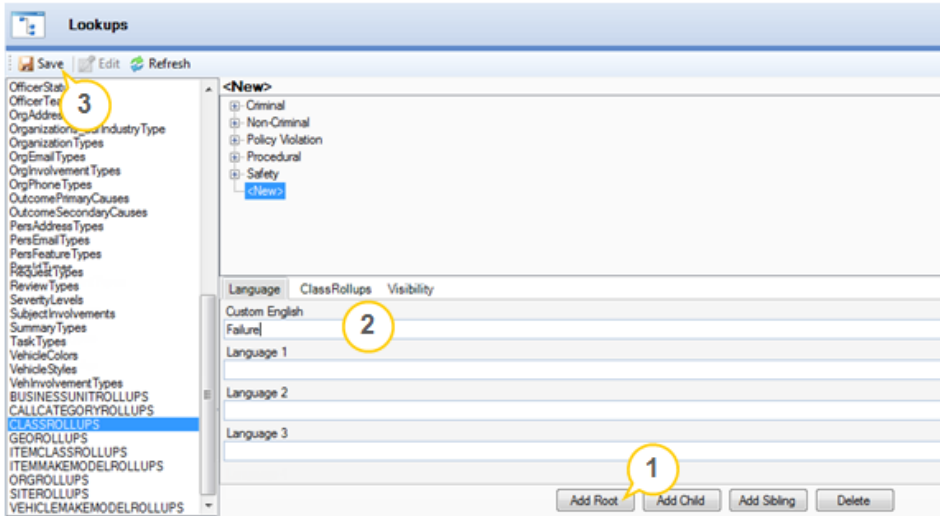 Lookups
Save Edit Refresh
3
OfficerStat
OfficerTea
OrgAddres
IndustryType
OrganizationTypes
OrgEmailTypes
OrgInvolvementTypes
OrgPhoneTypes
OutcomePrimaryCauses
OutcomeSecondaryCauses
PersAddressTypes
PersEmailTypes
PersFeatureTypes
RequestTypes
ReviewTypes
SeverityLevels
SubjectInvolvements
SummaryTypes
TaskTypes
VehicleColors
VehicleStyles
VehInvolvementTypes
BUSINESSUNITROLLUPS
CALLCATEGORYROLLUPS
CLASSROLLUPS
GEOROLLUPS
ITEMCLASSROLLUPS
ITEMMAKEMODELROLLUPS
ORGROLLUPS
SITEROLLUPS
VEHICLEMAKEMODELROLLUPS
<New>
Criminal
Non-Criminal
Policy Violation
Procedural
Safety
<New>
Language ClassRollups Visibility
Custom English
Failure
2
Language 1
Language 2
Language 3
1
Add Root Add Child Add Sibling Delete